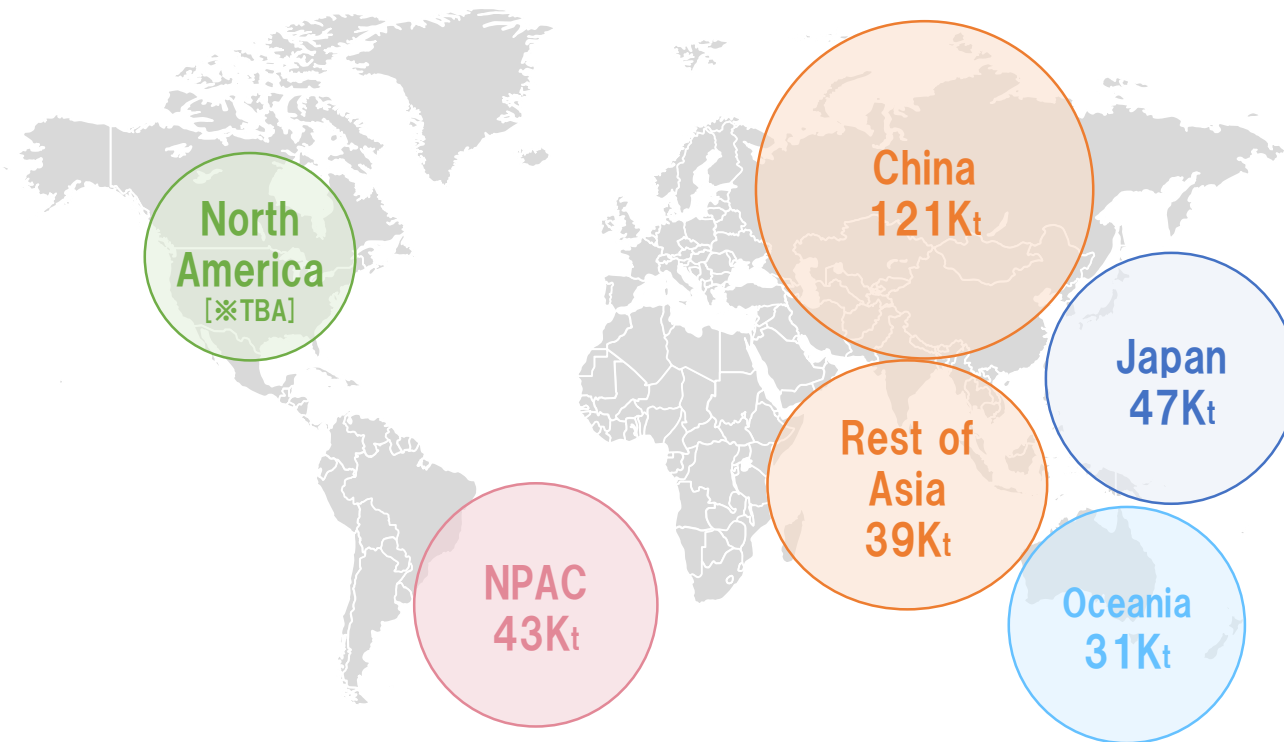 North
America
[※TBA]
China
121Kt
Japan
47Kt
Rest of
Asia
39Kt
NPAC
43Kt
Oceania
31Kt